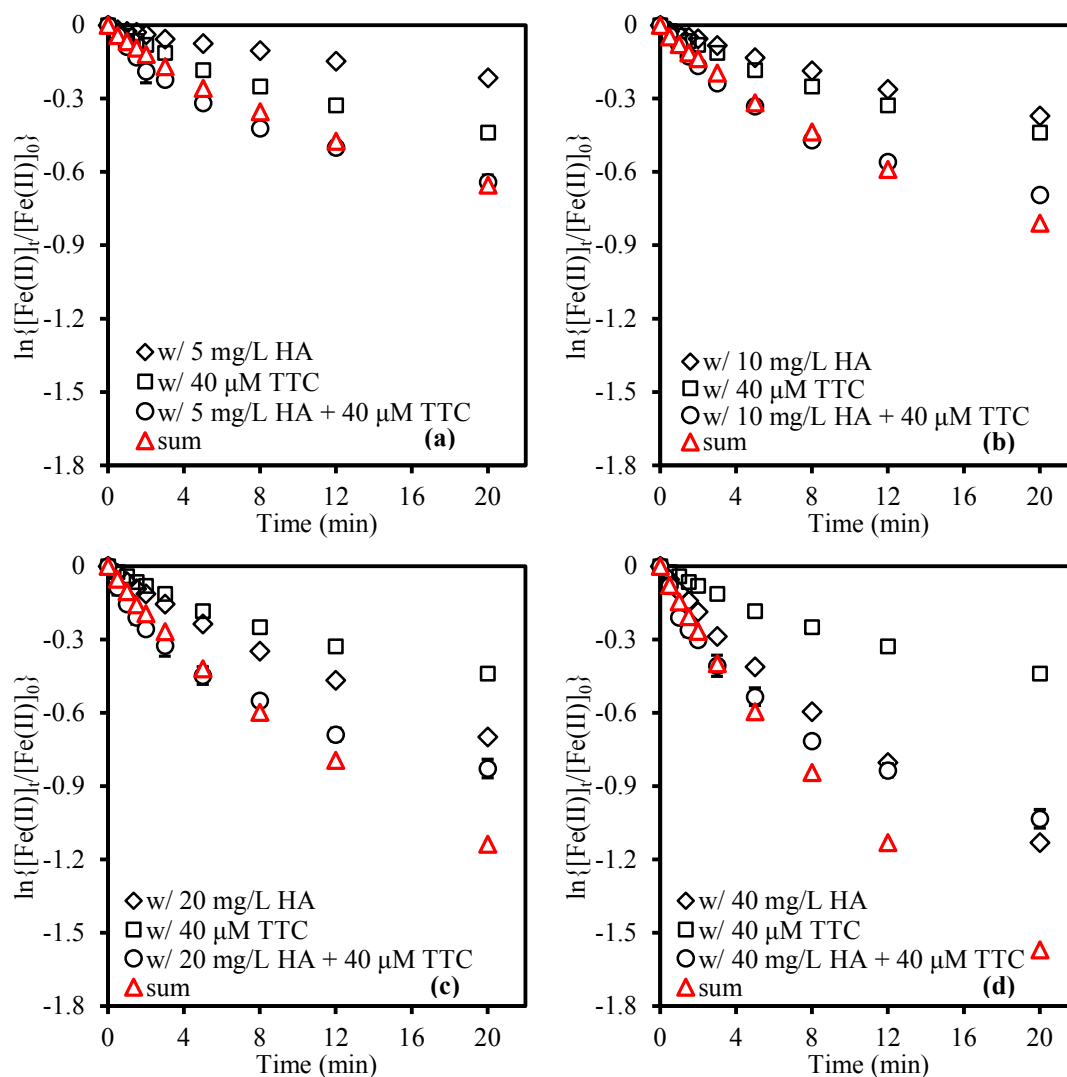 ln{[Fe(II)]t/[Fe(II)]0}
0
-0.3
-0.6
-0.9
-1.2
-1.5
-1.8
w/ 5 mg/L HA
w/ 40 μM TTC
w/ 5 mg/L HA + 40 μM TTC
sum
(a)
0 4 8 12 16 20
Time (min)
ln{[Fe(II)]t/[Fe(II)]0}
0
-0.3
-0.6
-0.9
-1.2
-1.5
-1.8
w/ 10 mg/L HA
w/ 40 μM TTC
w/ 10 mg/L HA + 40 μM TTC
sum
(b)
0 4 8 12 16 20
Time (min)
ln{[Fe(II)]t/[Fe(II)]0}
0
-0.3
-0.6
-0.9
-1.2
-1.5
-1.8
w/ 20 mg/L HA
w/ 40 μM TTC
w/ 20 mg/L HA + 40 μM TTC
sum
(c)
0 4 8 12 16 20
Time (min)
ln{[Fe(II)]t/[Fe(II)]0}
0
-0.3
-0.6
-0.9
-1.2
-1.5
-1.8
w/ 40 mg/L HA
w/ 40 μM TTC
w/ 40 mg/L HA + 40 μM TTC
sum
(d)
0 4 8 12 16 20
Time (min)